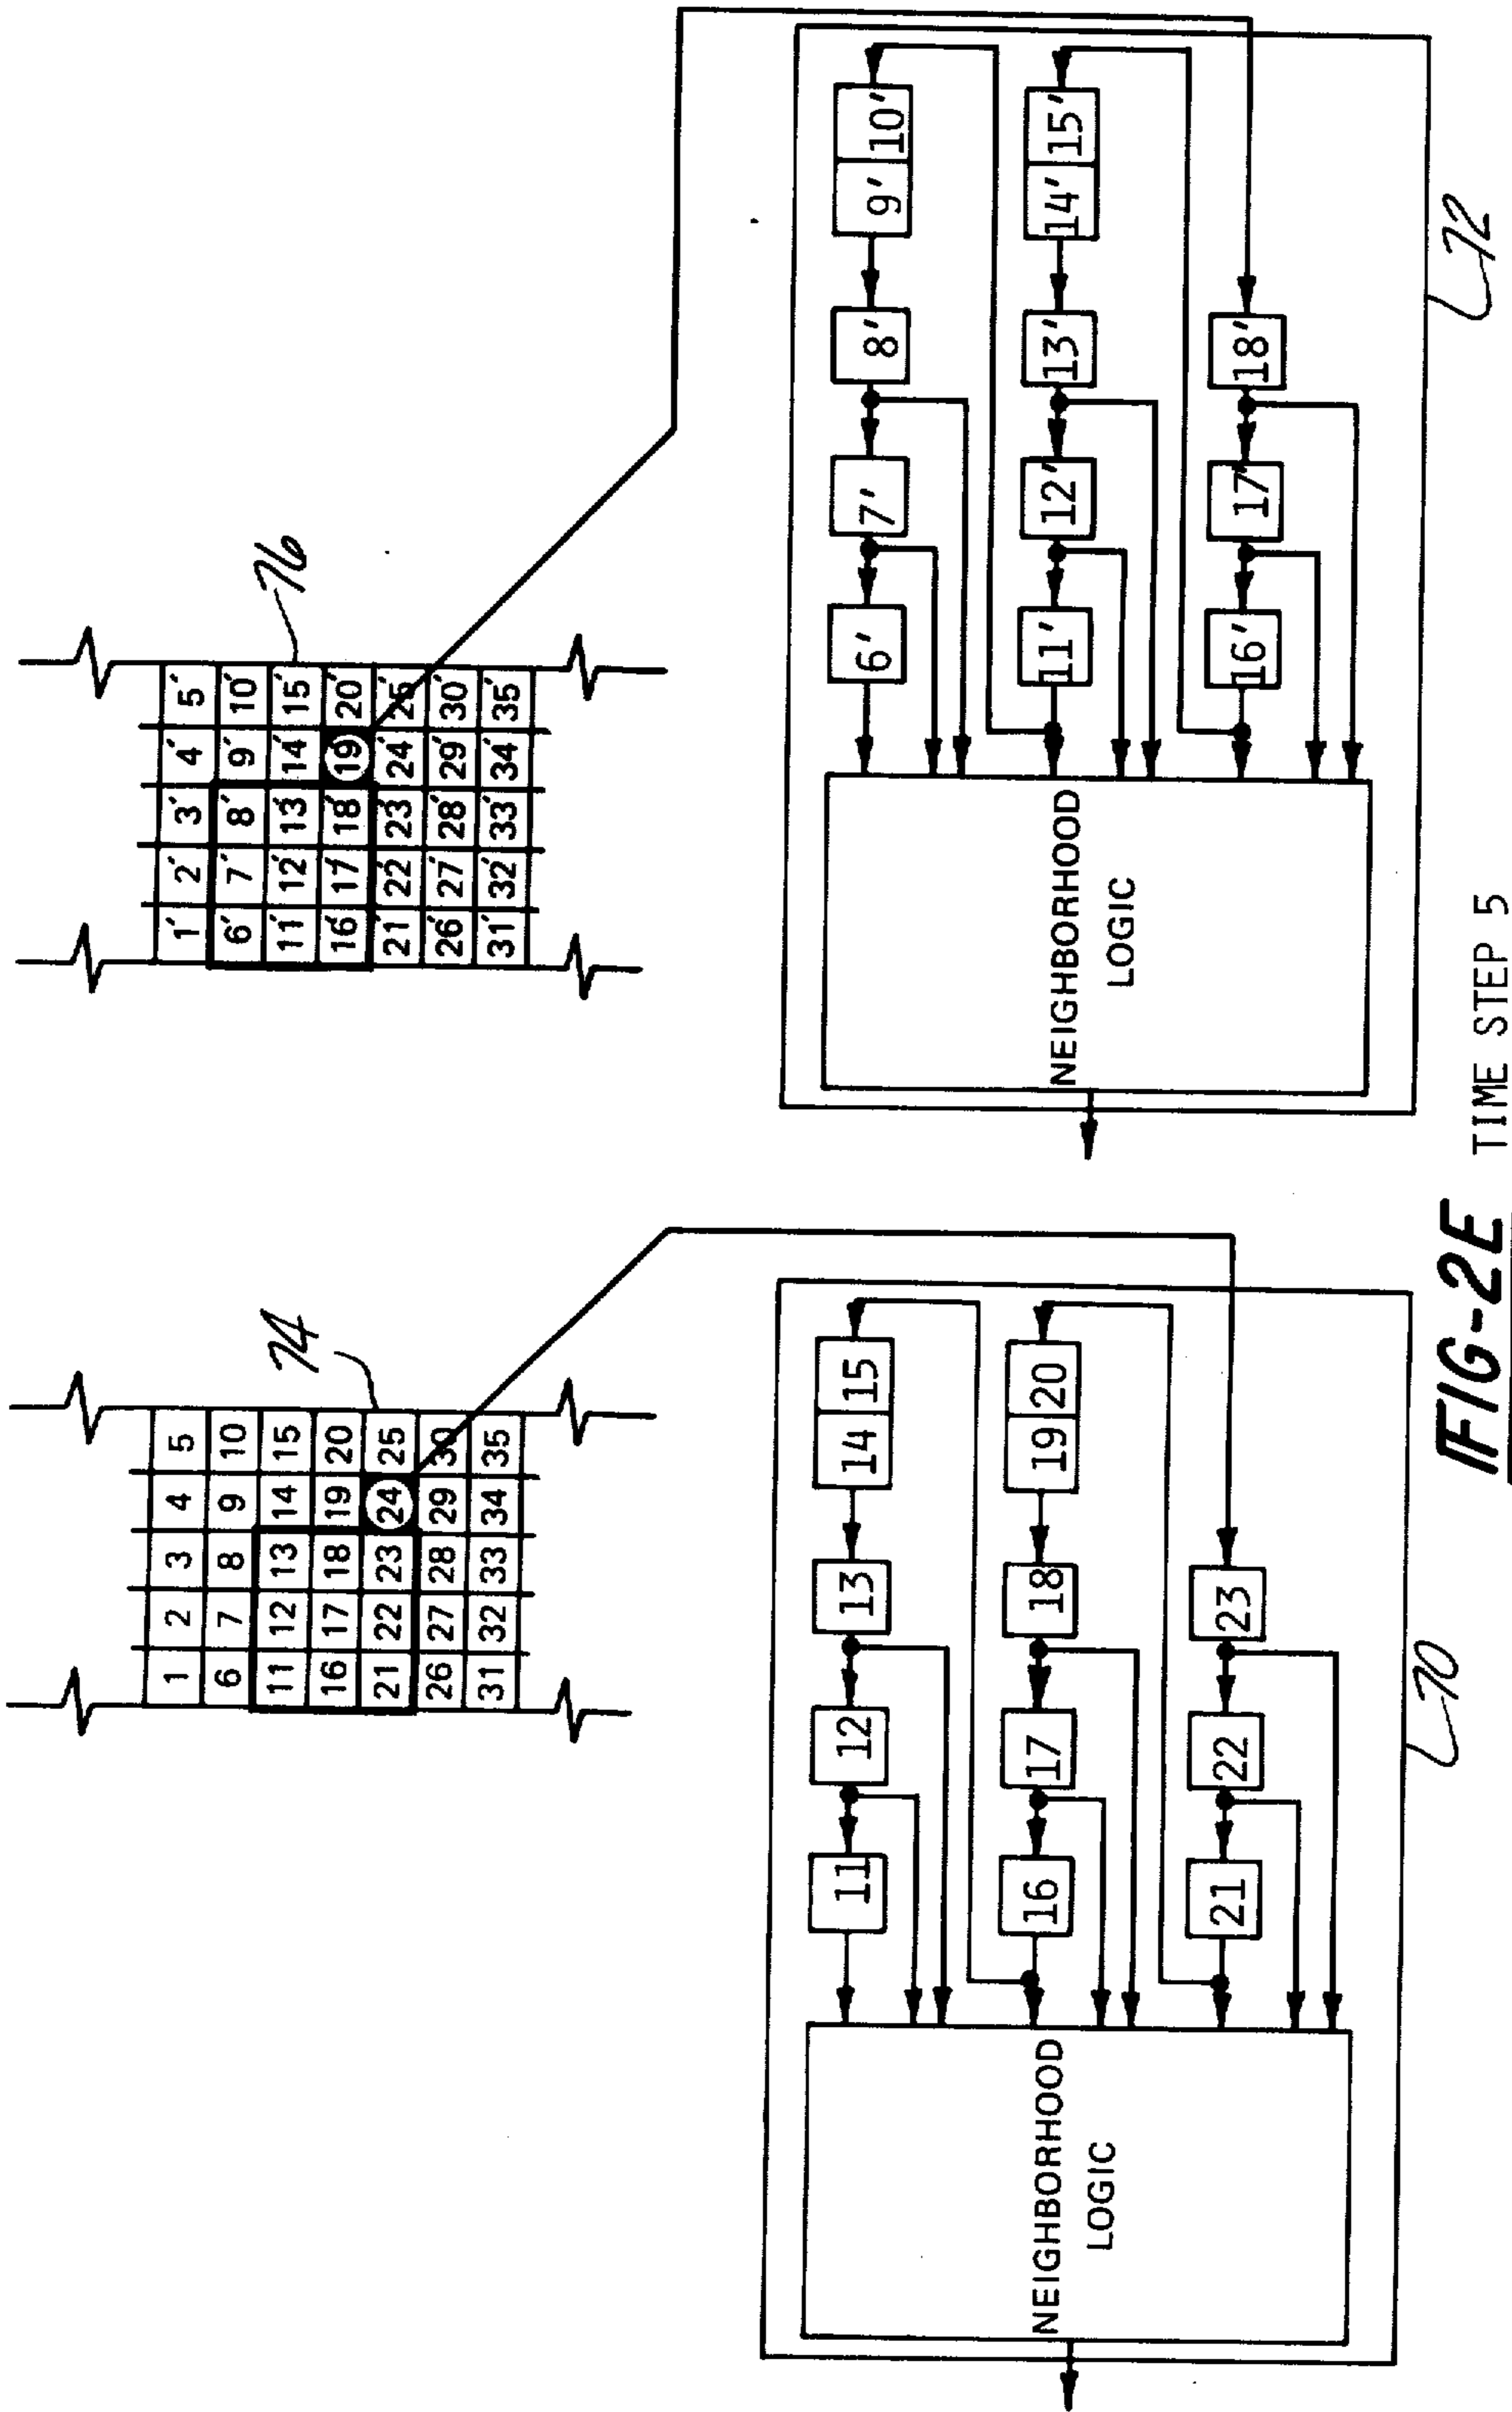 74
1 2 3 4 5
6 7 8 9 10
11 12 13 14 15
16 17 18 19 20
21 22 23 24 25
26 27 28 29 30
31 32 33 34 35
76
1' 2' 3' 4' 5'
6' 7' 8' 9' 10'
11' 12' 13' 14' 15'
16' 17' 18' 19' 20'
21' 22' 23' 24' 25'
26' 27' 28' 29' 30'
31' 32' 33' 34' 35'
NEIGHBORHOOD
LOGIC
11 12 13 14 15
16 17 18 19 20
21 22 23
70
NEIGHBORHOOD
LOGIC
6' 7' 8' 9' 10'
11' 12' 13' 14' 15'
16' 17' 18'
72
FIG-2E TIME STEP 5